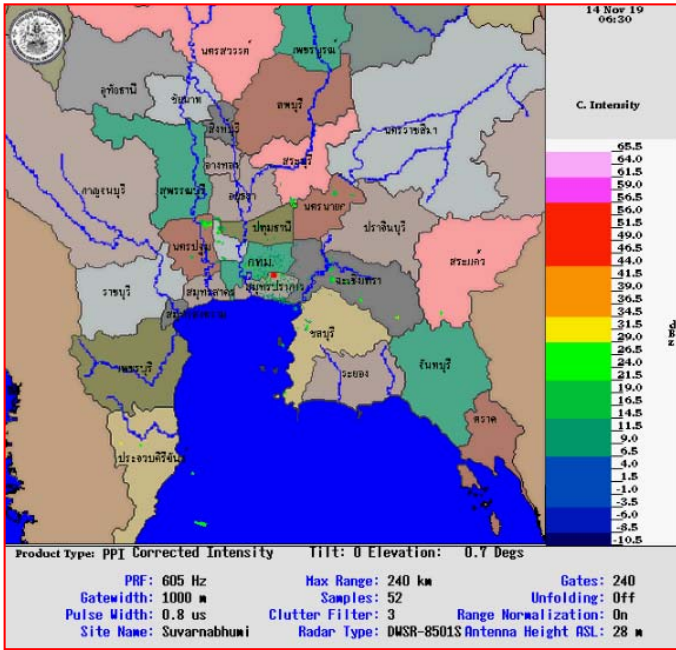 14 Nov 19
06:30
C. Intensity
นครสวรรค์
เพชรบูรณ์
อุทัยธานี
ชัยนาท
ลพบุรี
สิงหบุรี
นครราชสีมา
อ่างทอง
สระบุรี
กาญจนบุรี
สุพรรณบุรี
อยุธยา
นครนายก
ปทุมธานี
ปราจีนบุรี
นครปฐม
สระแก้ว
กทม.
ราชบุรี
สมุทรสาคร
สมุทรปราการ
ฉะเชิงเทรา
ชลบุรี
เพชรบุรี
ระยอง
จันทบุรี
ตราด
ประจวบคีรีขันธ์
65.5
64.0
61.5
59.0
56.5
56.0
51.5
49.0
46.5
44.0
41.5
39.0
36.5
34.0
31.5
29.0
26.5
24.0
21.5
19.0
16.5
14.5
11.5
9.0
6.5
4.0
-1.5
-1.0
-3.5
-6.0
-8.5
-10.5
Product Type: PPI Corrected Intensity Tilt: 0 Elevation: 0.7 Degs
PRF: 605 Hz Max Range: 240 km Gates: 240
Gatewidth: 1000 m Samples: 52 Unfolding: Off
Pulse Width: 0.8 us Clutter Filter: 3 Range Normalization: On
Site Name: Suvarnabhumi Radar Type: DWSR-8501S Antenna Height ASL: 28 m